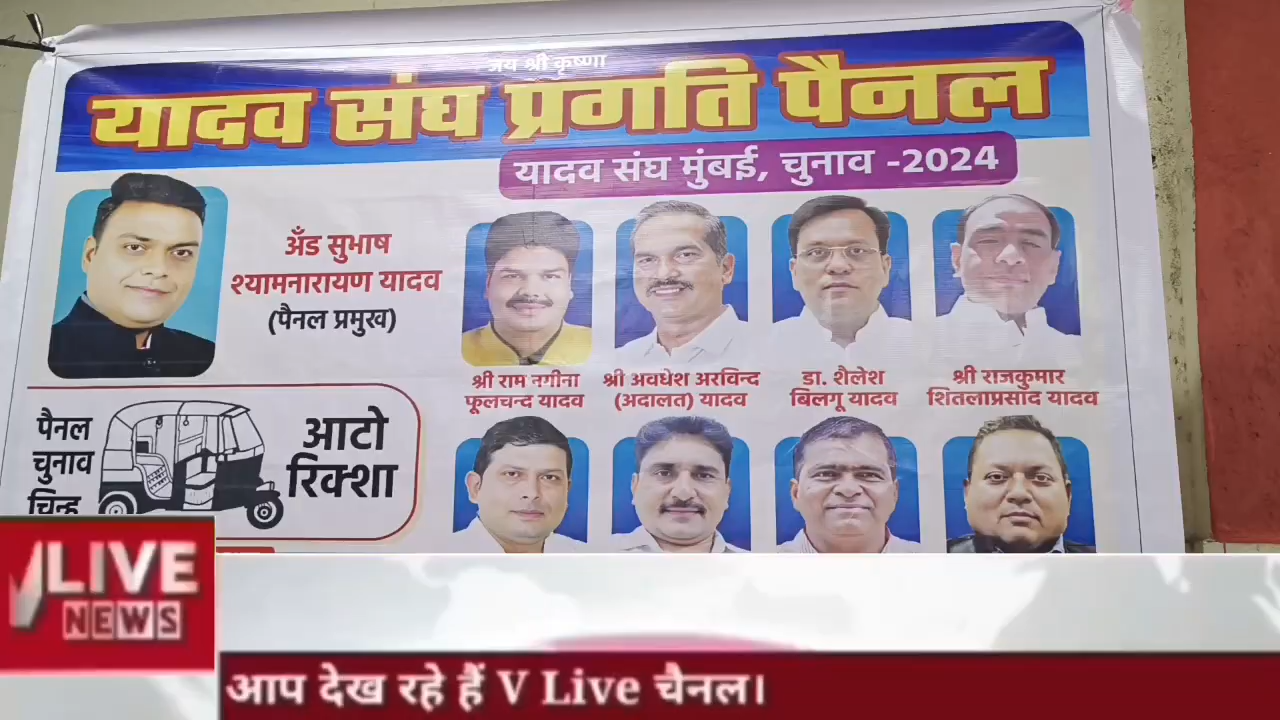 जय श्री कृष्णा
यादव संघ प्रगति पैनल
यादव संघ मुंबई, चुनाव -2024
अँड सुभाष
श्यामनारायण यादव
(पैनल प्रमुख)
श्री राम नगीना
फूलचन्द यादव
श्री अवधेश अरविन्द
(अदालत) यादव
डा. शैलेश
बिलगू यादव
श्री राजकुमार
शितलाप्रसाद यादव
पैनल
चुनाव
चिन्ह
आटो
रिक्शा
V LIVE
NEWS
आप देख रहे हैं V Live चैनल।